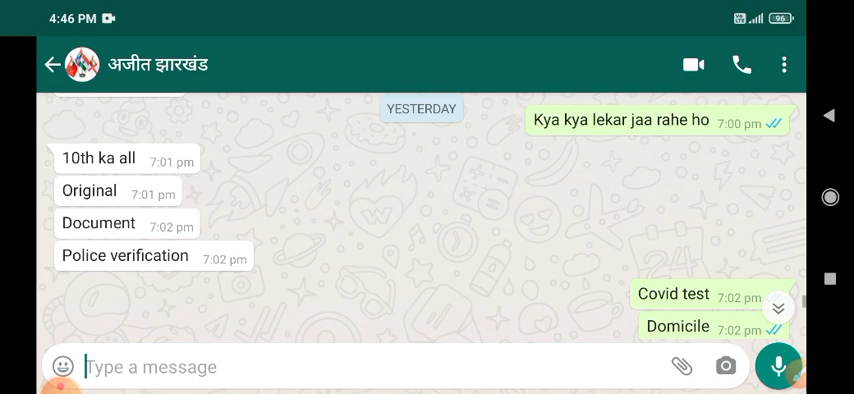 4:46 PM
96
अजीत झारखंड
YESTERDAY
Kya kya lekar jaa rahe ho 7:00 pm
10th ka all 7:01 pm
Original 7:01 pm
Document 7:02 pm
Police verification 7:02 pm
Covid test 7:02 pm
Domicile 7:02 pm
Type a message